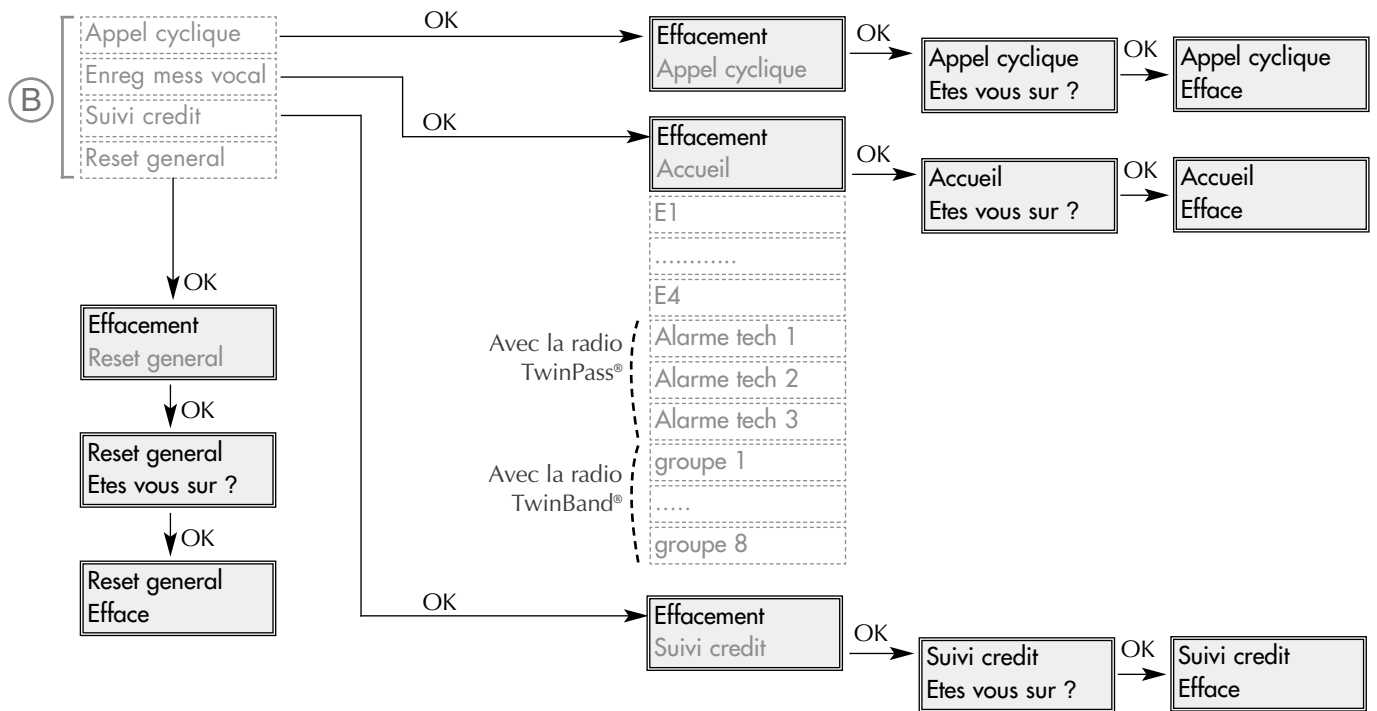 B
Appel cyclique
Enreg mess vocal
Suivi credit
Reset general
OK
Effacement
Appel cyclique
OK
Appel cyclique
Etes vous sur ?
OK
Appel cyclique
Efface
OK
Effacement
Accueil
OK
Accueil
Etes vous sur ?
OK
Accueil
Efface
E1
............
E4
Avec la radio
TwinPass®
Alarme tech 1
Alarme tech 2
Alarme tech 3
Avec la radio
TwinBand®
groupe 1
.....
groupe 8
OK
Effacement
Reset general
OK
Reset general
Etes vous sur ?
OK
Reset general
Efface
OK
Effacement
Suivi credit
OK
Suivi credit
Etes vous sur ?
OK
Suivi credit
Efface